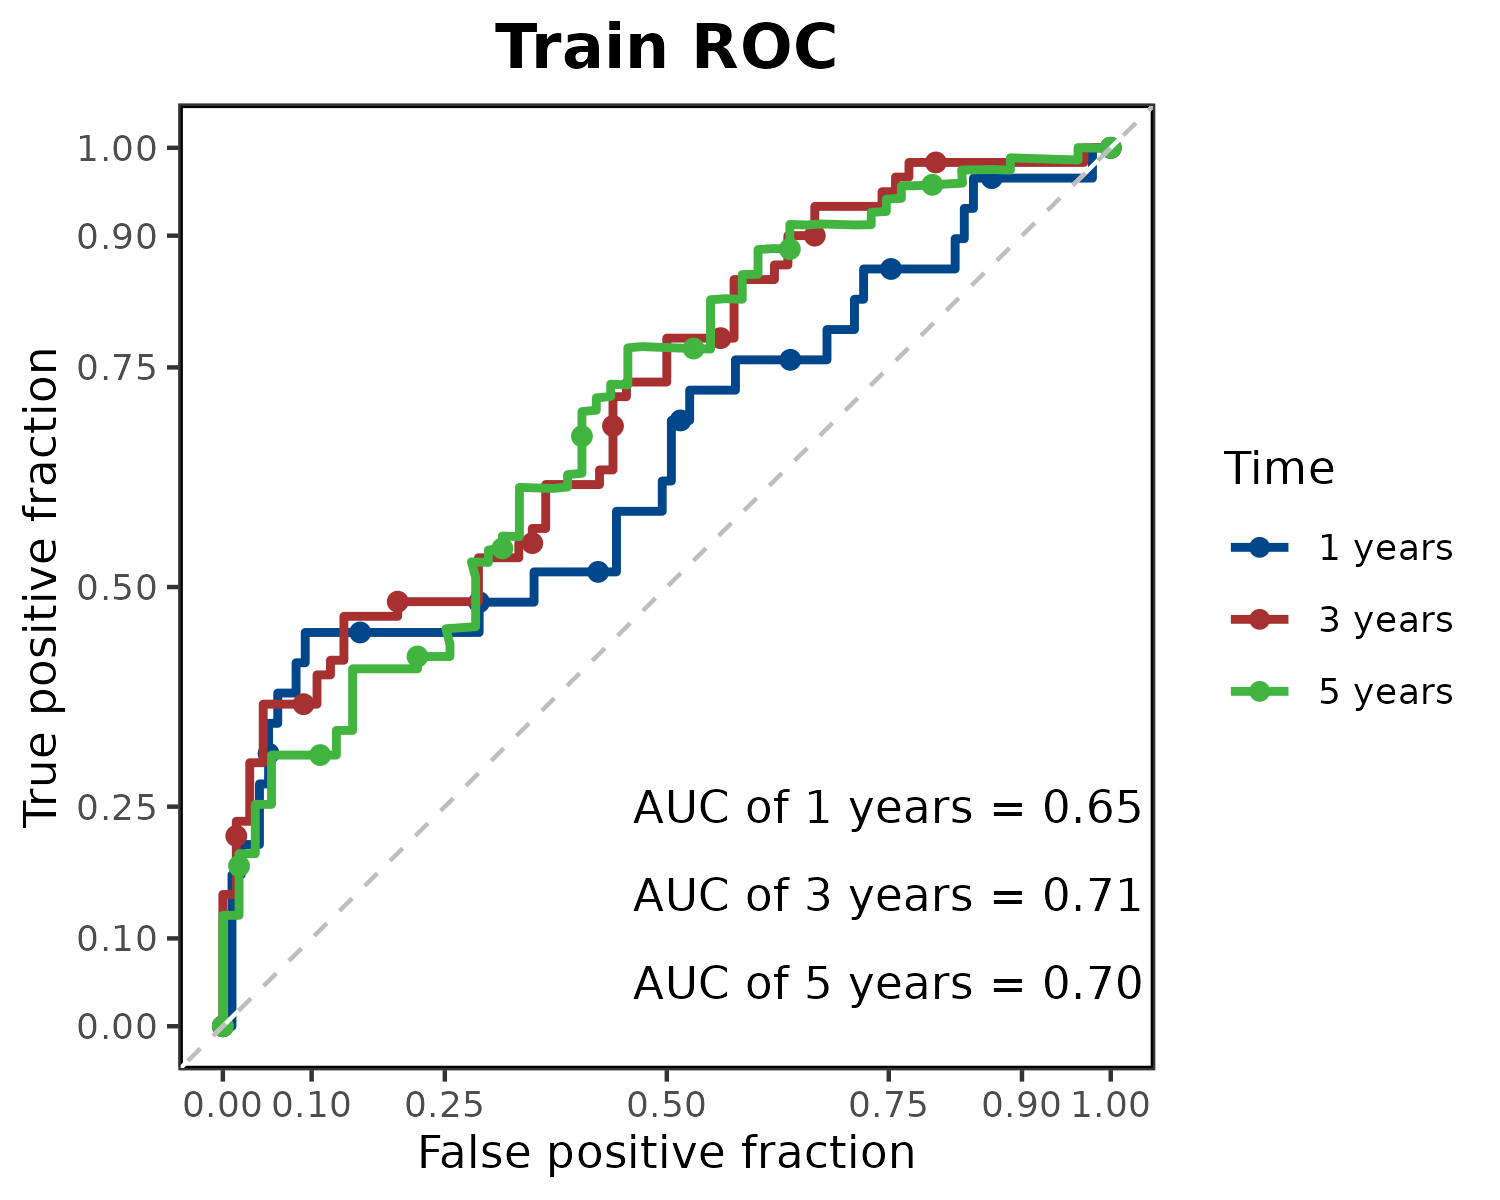 Train ROC
True positive fraction
1.00
0.90
0.75
0.50
0.25
0.10
0.00
AUC of 1 years = 0.65
AUC of 3 years = 0.71
AUC of 5 years = 0.70
0.00 0.10 0.25 0.50 0.75 0.90 1.00
False positive fraction
Time
1 years
3 years
5 years